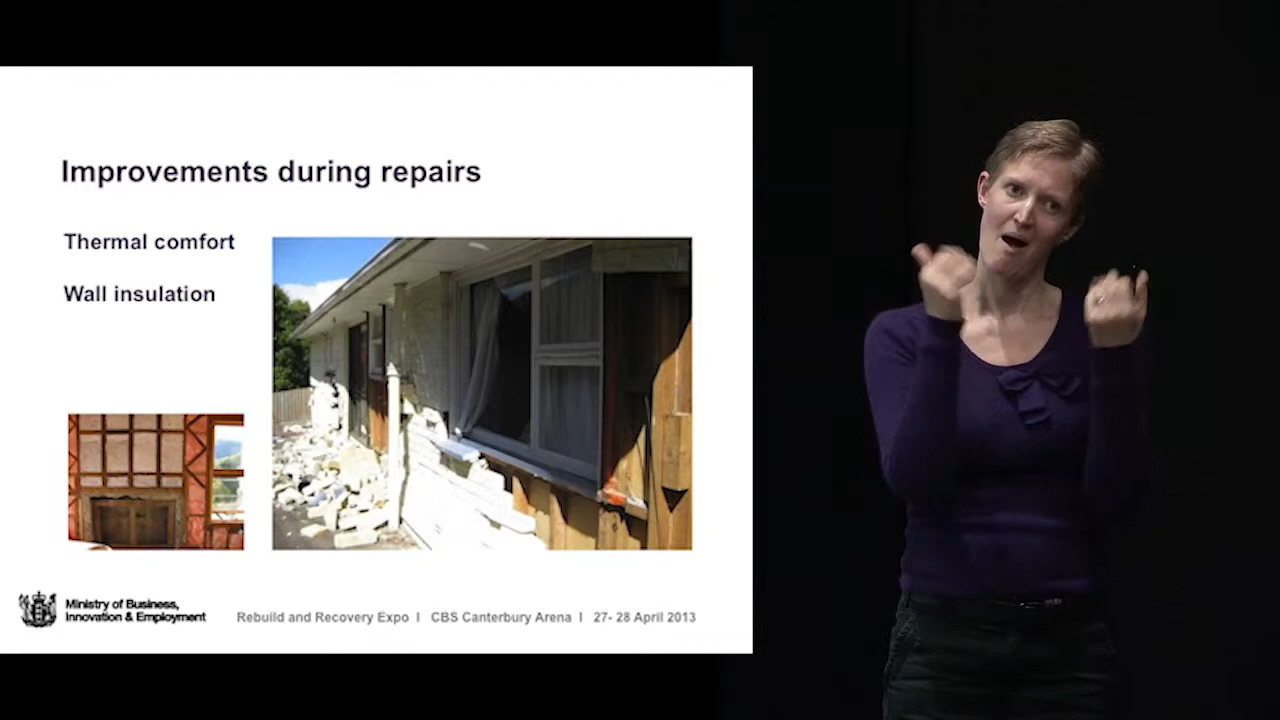 Improvements during repairs
Thermal comfort
Wall insulation
Ministry of Business,
Innovation & Employment
Rebuild and Recovery Expo I CBS Canterbury Arena I 27- 28 April 2013